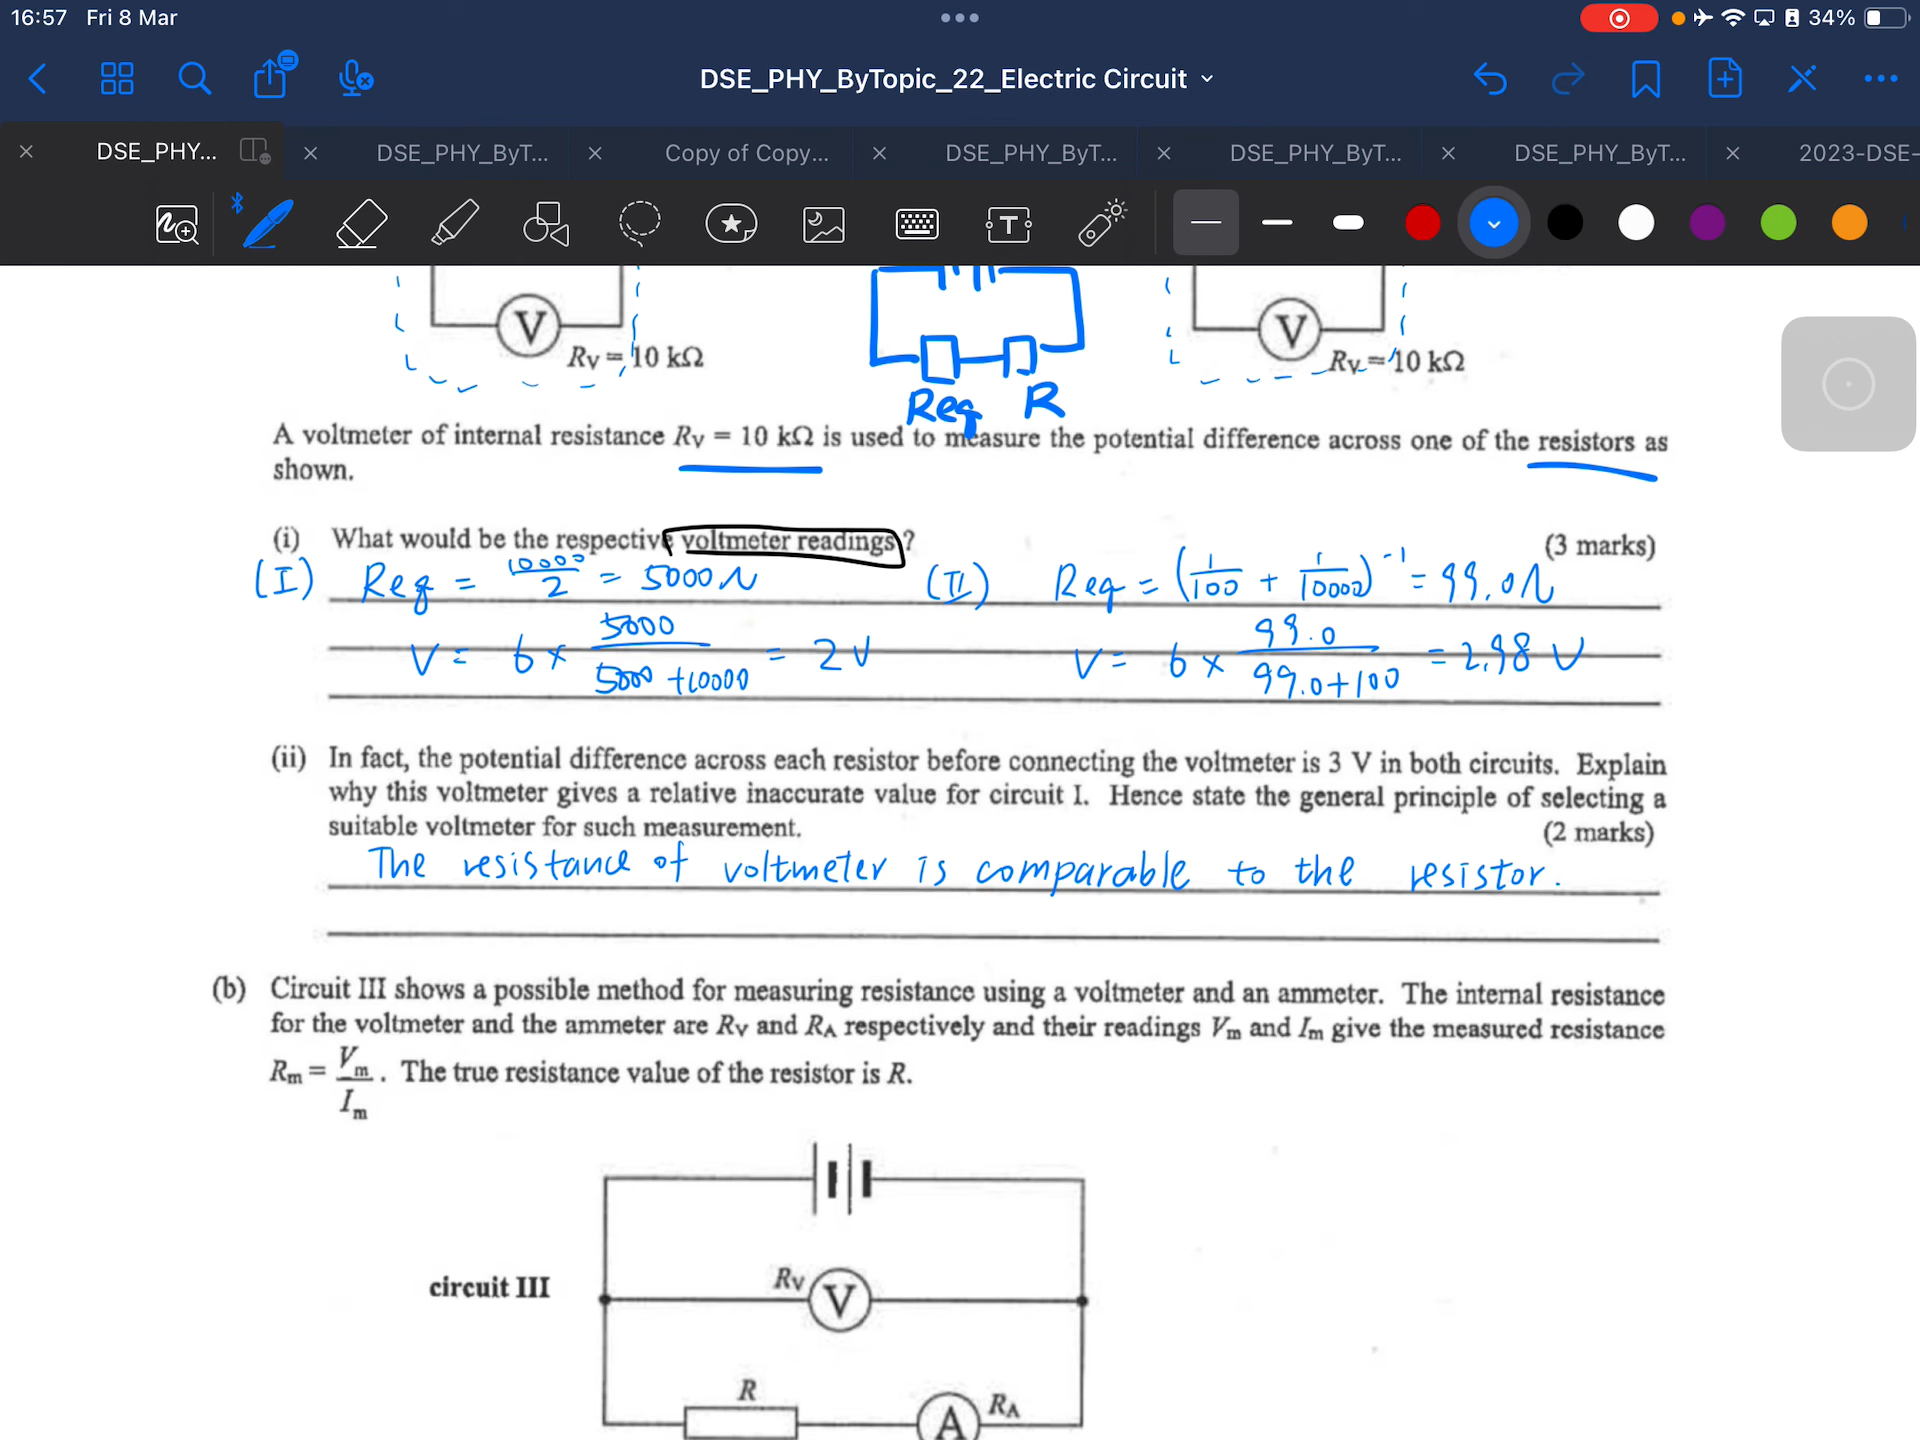 16:57 Fri 8 Mar
34%
DSE_PHY_ByTopic_22_Electric Circuit
DSE_PHY...
DSE_PHY_ByT...
Copy of Copy...
DSE_PHY_ByT...
DSE_PHY_ByT...
DSE_PHY_ByT...
2023-DSE-
T
V
Rv = 10 kΩ
Req R
V
Rv = 10 kΩ
A voltmeter of internal resistance Rv = 10 kΩ is used to measure the potential difference across one of the resistors as
shown.
(i) What would be the respective voltmeter readings?
(3 marks)
(I) Req = 10000/2 = 5000 Ω
(II) Req = (1/100 + 1/10000)⁻¹ = 99.0 Ω
V = 6 × 5000/(5000 + 10000) = 2 V
V = 6 × 99.0/(99.0+100) = 2.98 V
(ii) In fact, the potential difference across each resistor before connecting the voltmeter is 3 V in both circuits. Explain
why this voltmeter gives a relative inaccurate value for circuit I. Hence state the general principle of selecting a
suitable voltmeter for such measurement.
(2 marks)
The resistance of voltmeter is comparable to the resistor.
(b) Circuit III shows a possible method for measuring resistance using a voltmeter and an ammeter. The internal resistance
for the voltmeter and the ammeter are Rv and RA respectively and their readings Vm and Im give the measured resistance
Rm = Vm/Im. The true resistance value of the resistor is R.
circuit III
Rv
V
R
A
RA